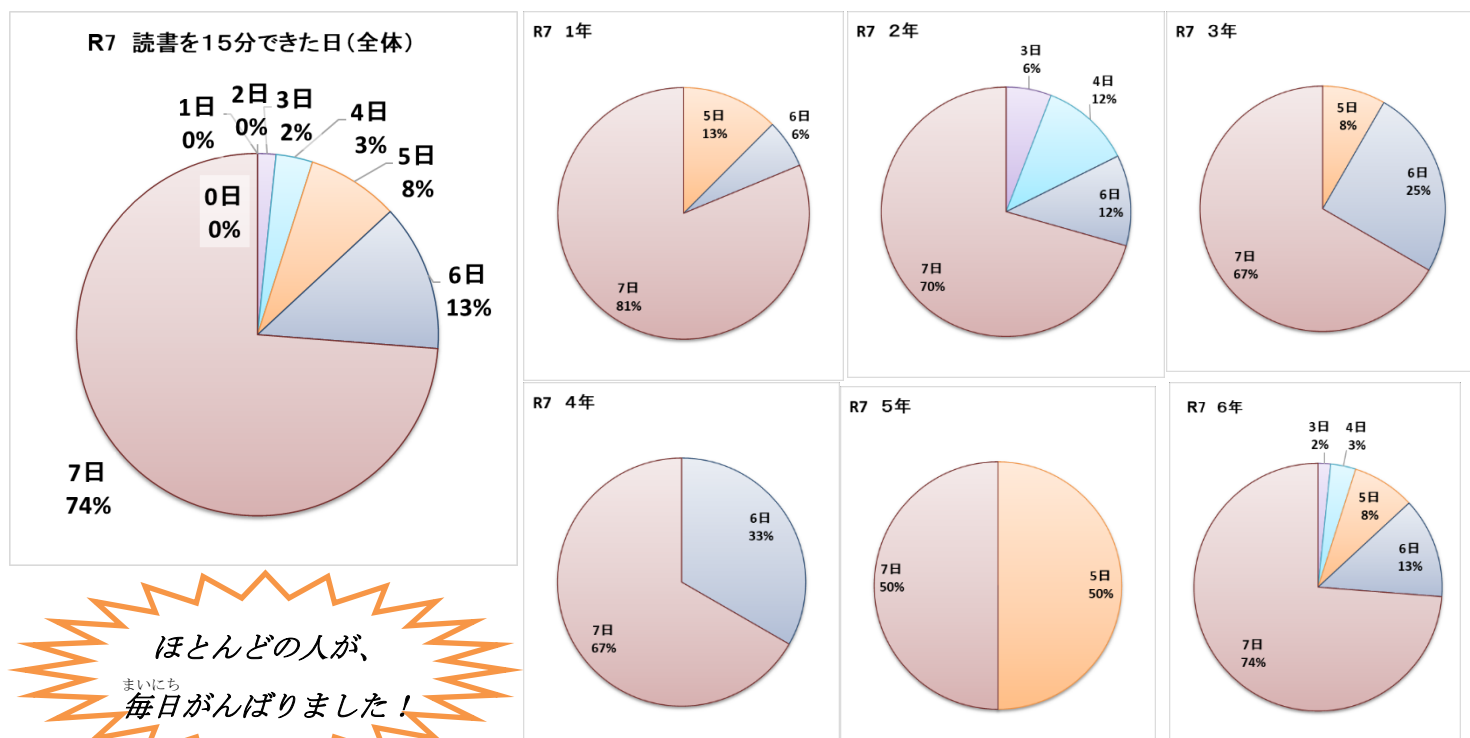 R7 読書を15分できた日(全体)
1日
0%
2日
0%
3日
2%
4日
3%
5日
8%
0日
0%
6日
13%
7日
74%
R7 1年
5日
13%
6日
6%
7日
81%
R7 2年
3日
6%
4日
12%
6日
12%
7日
70%
R7 3年
5日
8%
6日
25%
7日
67%
R7 4年
6日
33%
7日
67%
R7 5年
7日
50%
5日
50%
R7 6年
3日
2%
4日
3%
5日
8%
6日
13%
7日
74%
ほとんどの人が、
まいにち
毎日がんばりました!